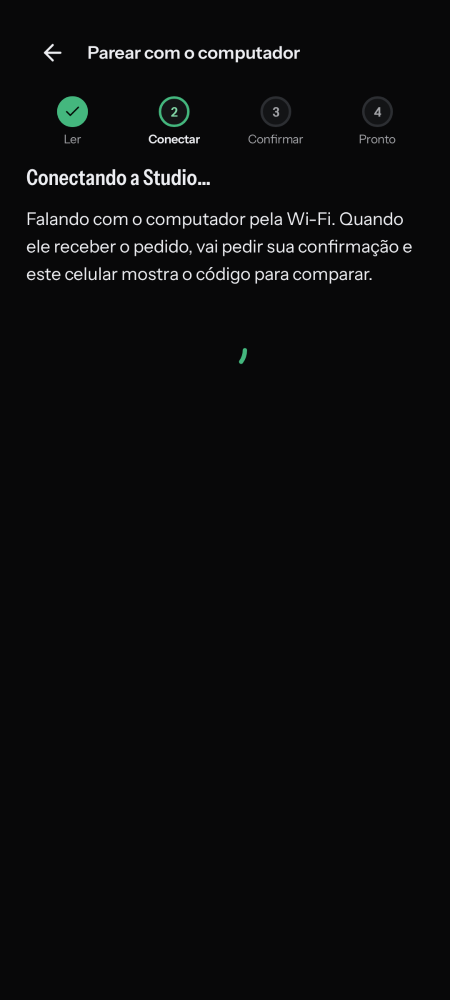 Parear com o computador
2
3
4
Ler
Conectar
Confirmar
Pronto
Conectando a Studio...
Falando com o computador pela Wi-Fi. Quando
ele receber o pedido, vai pedir sua confirmação e
este celular mostra o código para comparar.